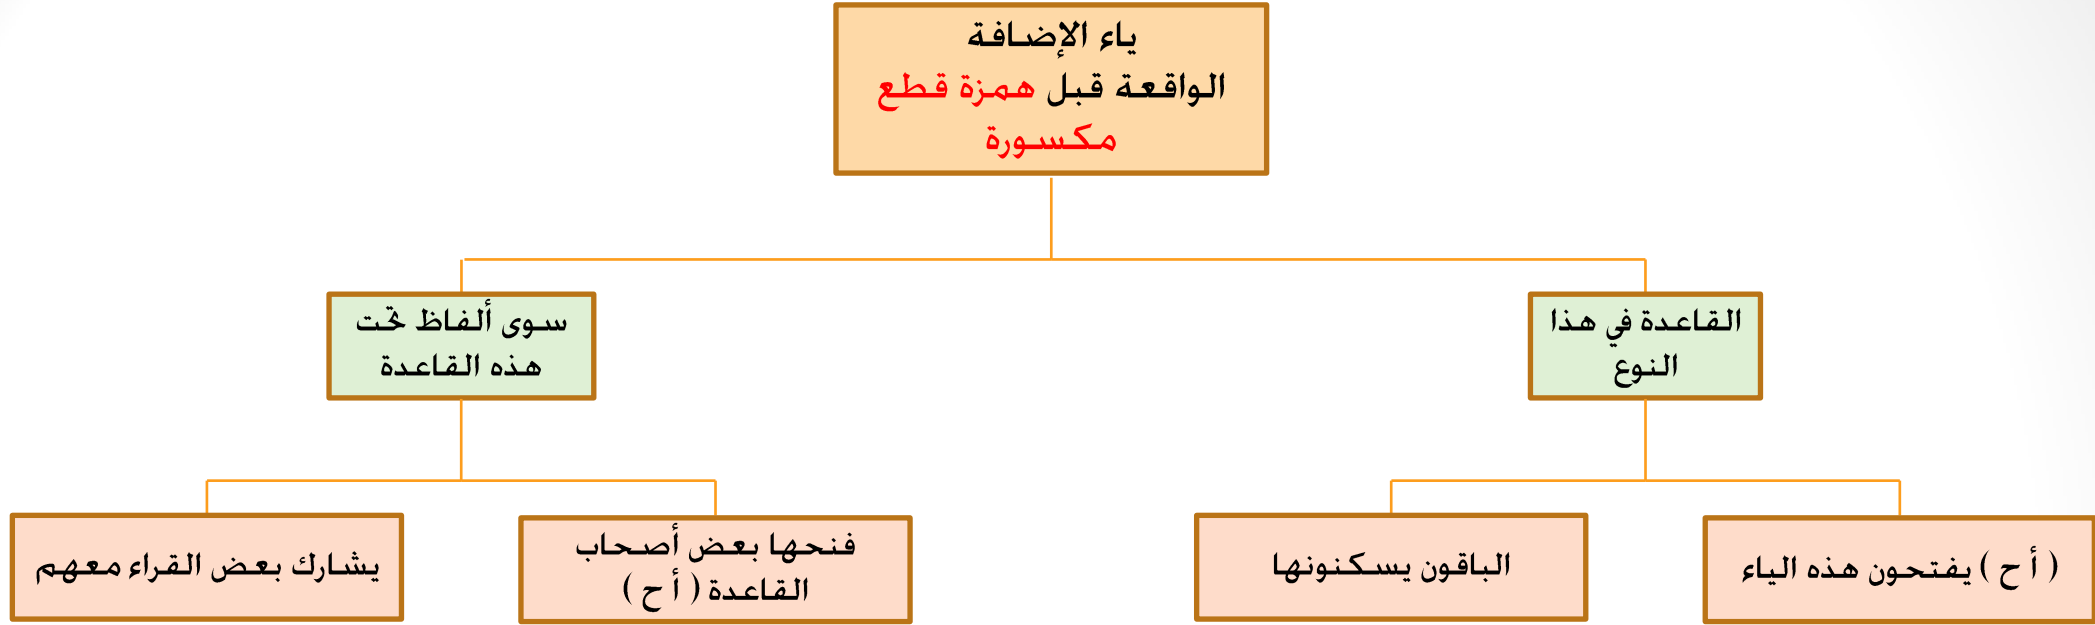 ياء الإضافة
الواقعة قبل همزة قطع
مكسورة
القاعدة في هذا
النوع
سوى ألفاظ تحت
هذه القاعدة
( أ ح ) يفتحون هذه الياء
الباقون يسكنونها
فنحها بعض أصحاب
القاعدة ( أ ح )
يشارك بعض القراء معهم